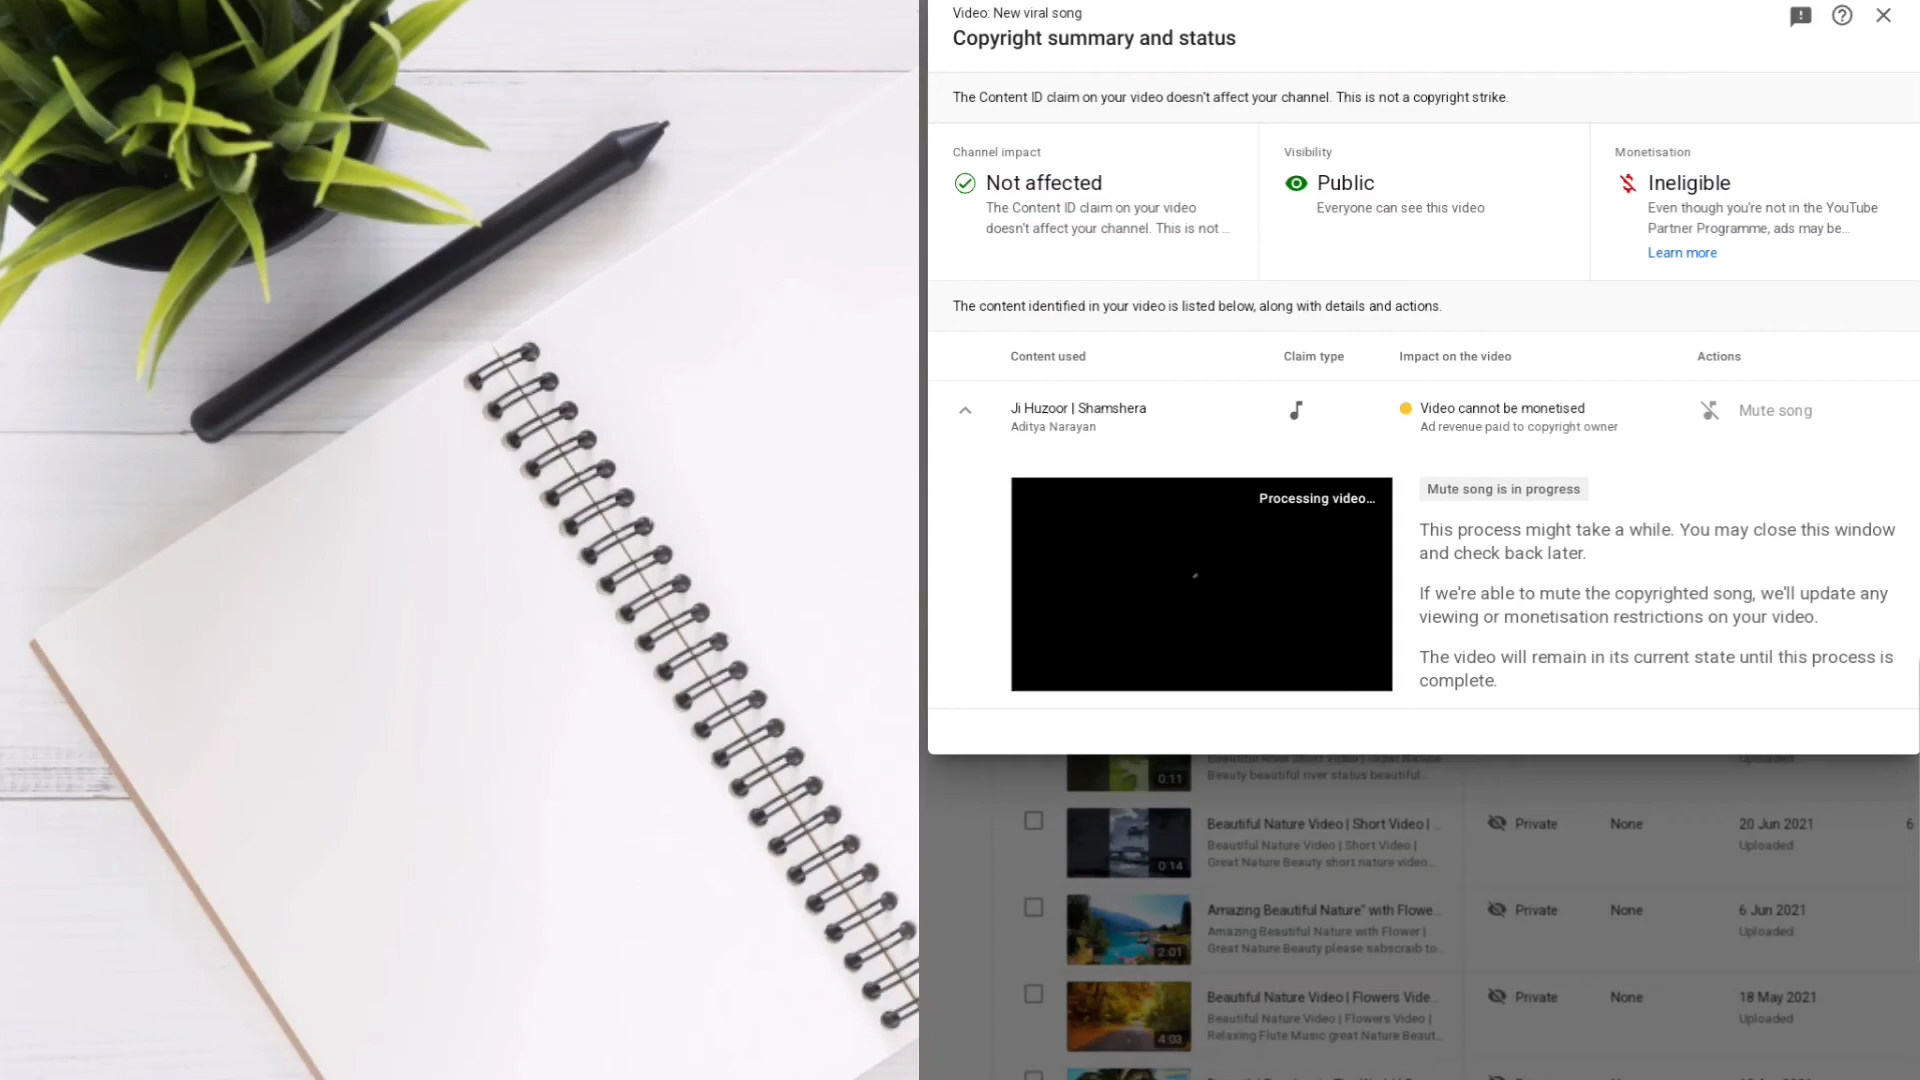 Video: New viral song
Copyright summary and status
The Content ID claim on your video doesn't affect your channel. This is not a copyright strike.
Channel impact
Not affected
The Content ID claim on your video
doesn't affect your channel. This is not ...
Visibility
Public
Everyone can see this video
Monetisation
Ineligible
Even though you're not in the YouTube
Partner Programme, ads may be...
Learn more
The content identified in your video is listed below, along with details and actions.
Content used Claim type Impact on the video Actions
Ji Huzoor | Shamshera
Aditya Narayan
Video cannot be monetised
Ad revenue paid to copyright owner
Mute song
Processing video...
Mute song is in progress
This process might take a while. You may close this window
and check back later.
If we're able to mute the copyrighted song, we'll update any
viewing or monetisation restrictions on your video.
The video will remain in its current state until this process is
complete.
0:11
Beauty beautiful river status beautiful...
Uploaded
0:14
Beautiful Nature Video | Short Video | ...
Beautiful Nature Video | Short Video |
Great Nature Beauty short nature video...
Private None 20 Jun 2021 6
Uploaded
2:01
Amazing Beautiful Nature" with Flowe...
Amazing Beautiful Nature with Flower |
Great Nature Beauty please sabscraib to...
Private None 6 Jun 2021
Uploaded
4:03
Beautiful Nature Video | Flowers Vide...
Beautiful Nature Video | Flowers Video |
Relaxing Flute Music great Nature Beaut...
Private None 18 May 2021
Uploaded